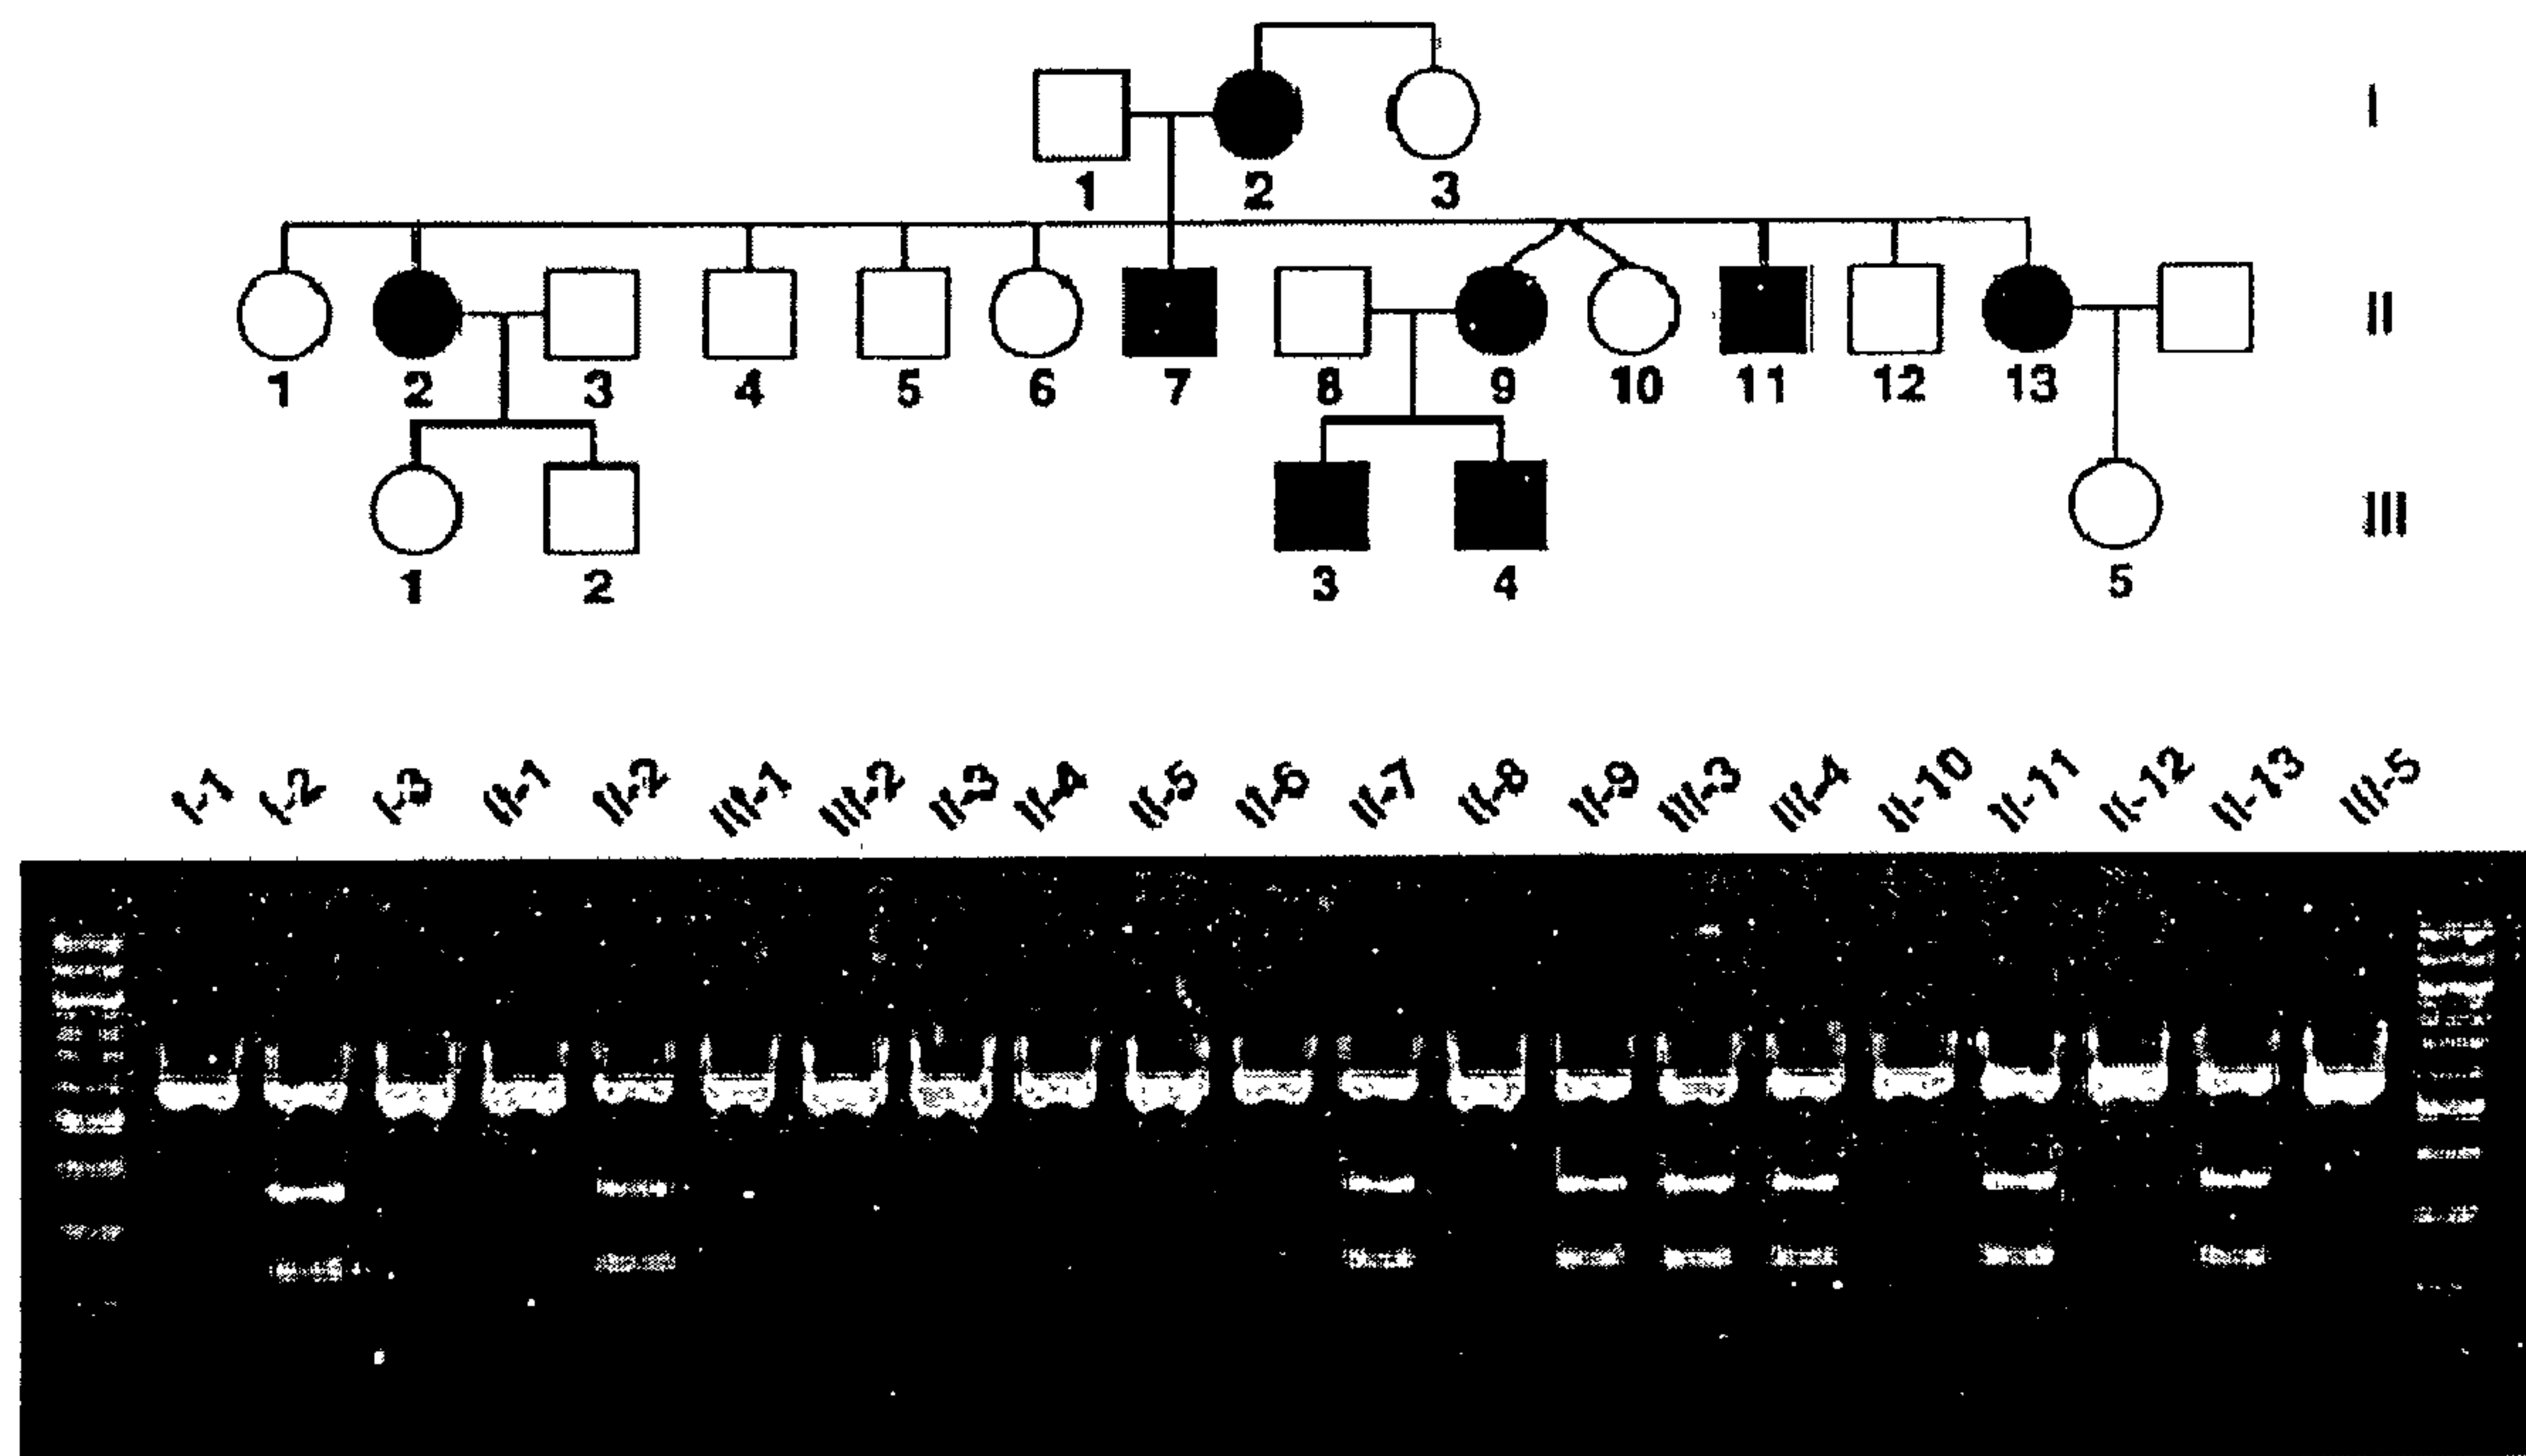 I
1 2 3
II
1 2 3 4 5 6 7 8 9 10 11 12 13
III
1 2 3 4 5
I-1 I-2 I-3 II-1 II-2 III-1 III-2 II-3 II-4 II-5 II-6 II-7 II-8 II-9 III-3 III-4 II-10 II-11 II-12 II-13 III-5